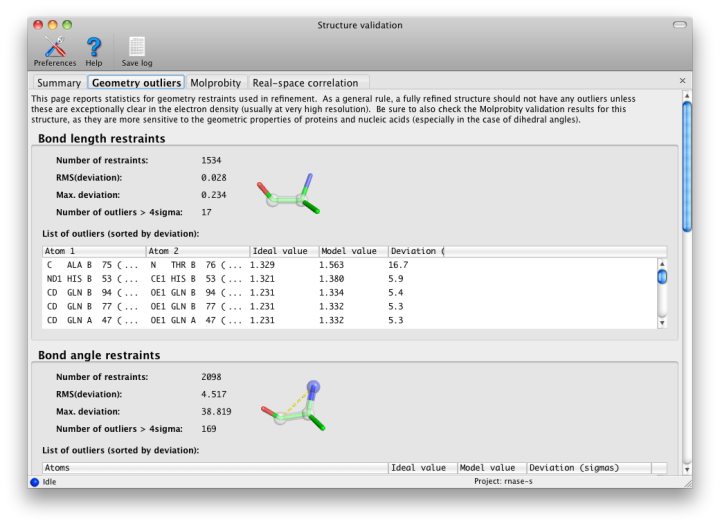 Structure validation
Preferences Help Save log
Summary Geometry outliers Molprobity Real-space correlation
This page reports statistics for geometry restraints used in refinement. As a general rule, a fully refined structure should not have any outliers unless
these are exceptionally clear in the electron density (usually at very high resolution). Be sure to also check the Molprobity validation results for this
structure, as they are more sensitive to the geometric properties of proteins and nucleic acids (especially in the case of dihedral angles).
Bond length restraints
Number of restraints: 1534
RMS(deviation): 0.028
Max. deviation: 0.234
Number of outliers > 4sigma: 17
List of outliers (sorted by deviation):
Atom 1 Atom 2 Ideal value Model value Deviation (
C ALA B 75 (... N THR B 76 (... 1.329 1.563 16.7
ND1 HIS B 53 (... CE1 HIS B 53 (... 1.321 1.380 5.9
CD GLN B 94 (... OE1 GLN B 94 (... 1.231 1.334 5.4
CD GLN B 77 (... OE1 GLN B 77 (... 1.231 1.332 5.3
CD GLN A 47 (... OE1 GLN A 47 (... 1.231 1.332 5.3
Bond angle restraints
Number of restraints: 2098
RMS(deviation): 4.517
Max. deviation: 38.819
Number of outliers > 4sigma: 169
List of outliers (sorted by deviation):
Atoms Ideal value Model value Deviation (sigmas)
Idle Project: rnase-s